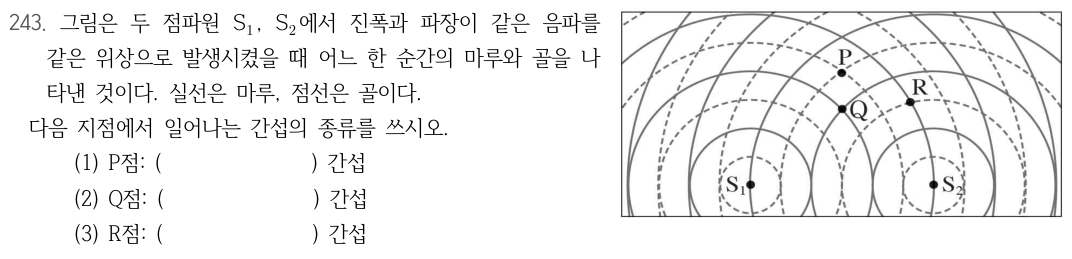 243. 그림은 두 점파원 S₁, S₂에서 진폭과 파장이 같은 음파를
같은 위상으로 발생시켰을 때 어느 한 순간의 마루와 골을 나
타낸 것이다. 실선은 마루, 점선은 골이다.
다음 지점에서 일어나는 간섭의 종류를 쓰시오.
(1) P점: ( ) 간섭
(2) Q점: ( ) 간섭
(3) R점: ( ) 간섭
P
R
Q
S₁
S₂